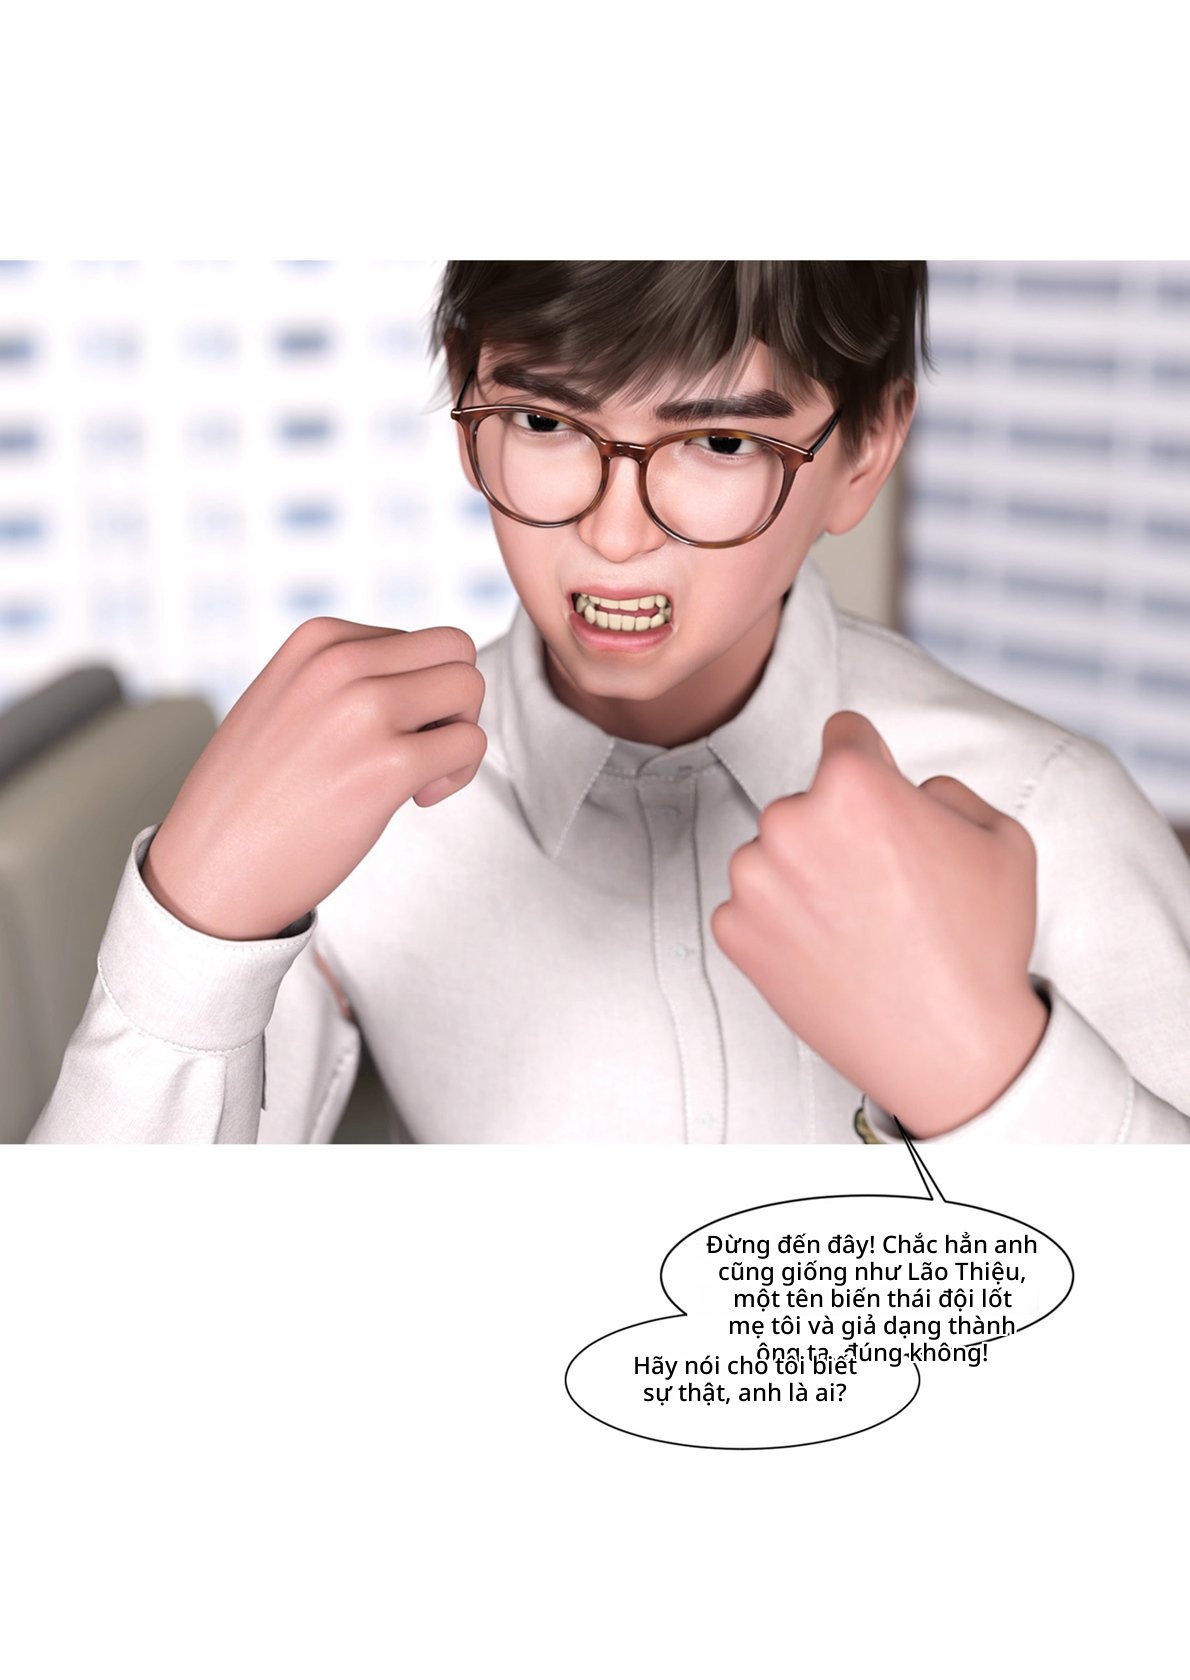 Đừng đến đây! Chắc hẳn anh
cũng giống như Lão Thiệu,
một tên biến thái đội lốt
mẹ tôi và giả dạng thành
ông ta, đúng không!
Hãy nói cho tôi biết
sự thật, anh là ai?